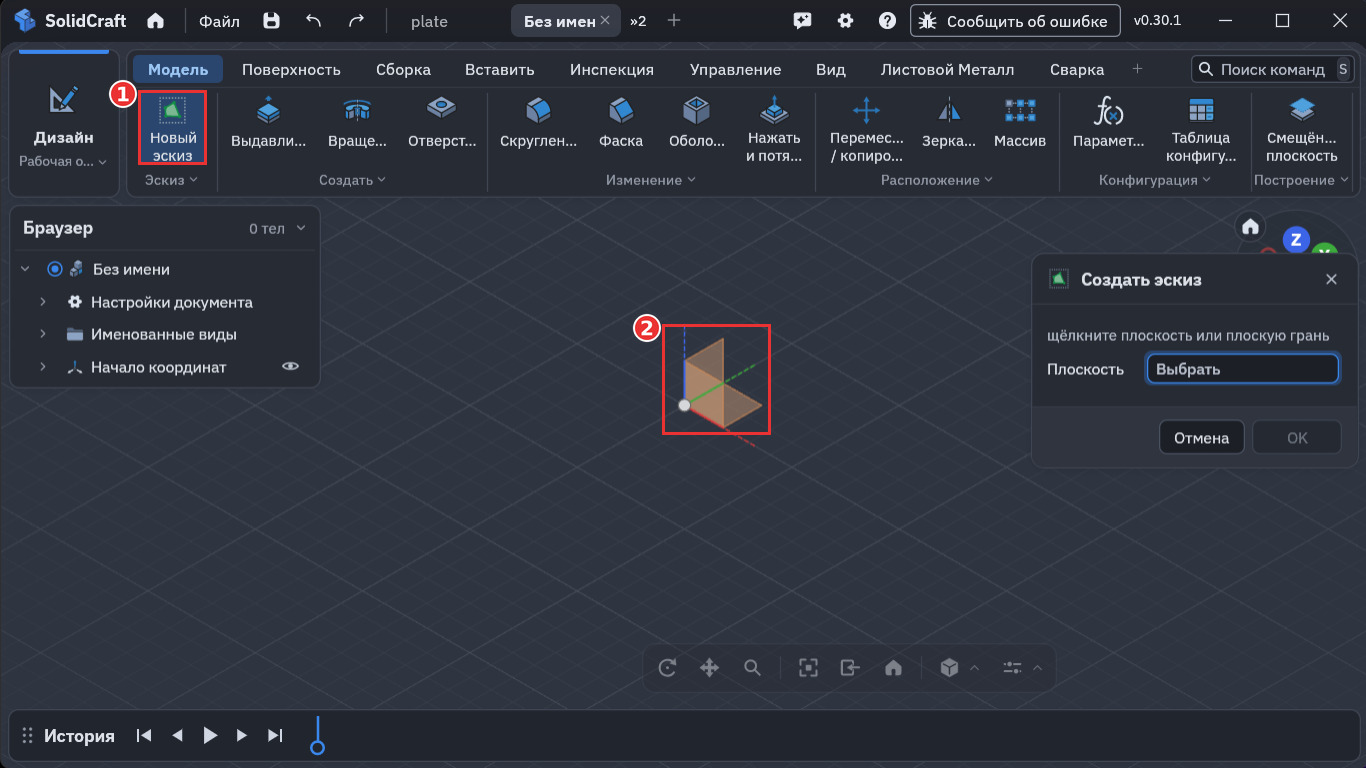 SolidCraft
Файл
plate
Без имен
»2
Сообщить об ошибке
v0.30.1
Дизайн
Рабочая о...
Модель
Поверхность
Сборка
Вставить
Инспекция
Управление
Вид
Листовой Металл
Сварка
Поиск команд
S
1
Новый
эскиз
Эскиз
Выдавли...
Враще...
Отверст...
Создать
Скруглен...
Фаска
Оболо...
Нажать
и потя...
Изменение
Перемес...
/ копиро...
Зерка...
Массив
Расположение
Парамет...
Таблица
конфигу...
Конфигурация
Смещён...
плоскость
Построение
Браузер
0 тел
Без имени
Настройки документа
Именованные виды
Начало координат
2
Z
Создать эскиз
щёлкните плоскость или плоскую грань
Плоскость
Выбрать
Отмена
OK
История